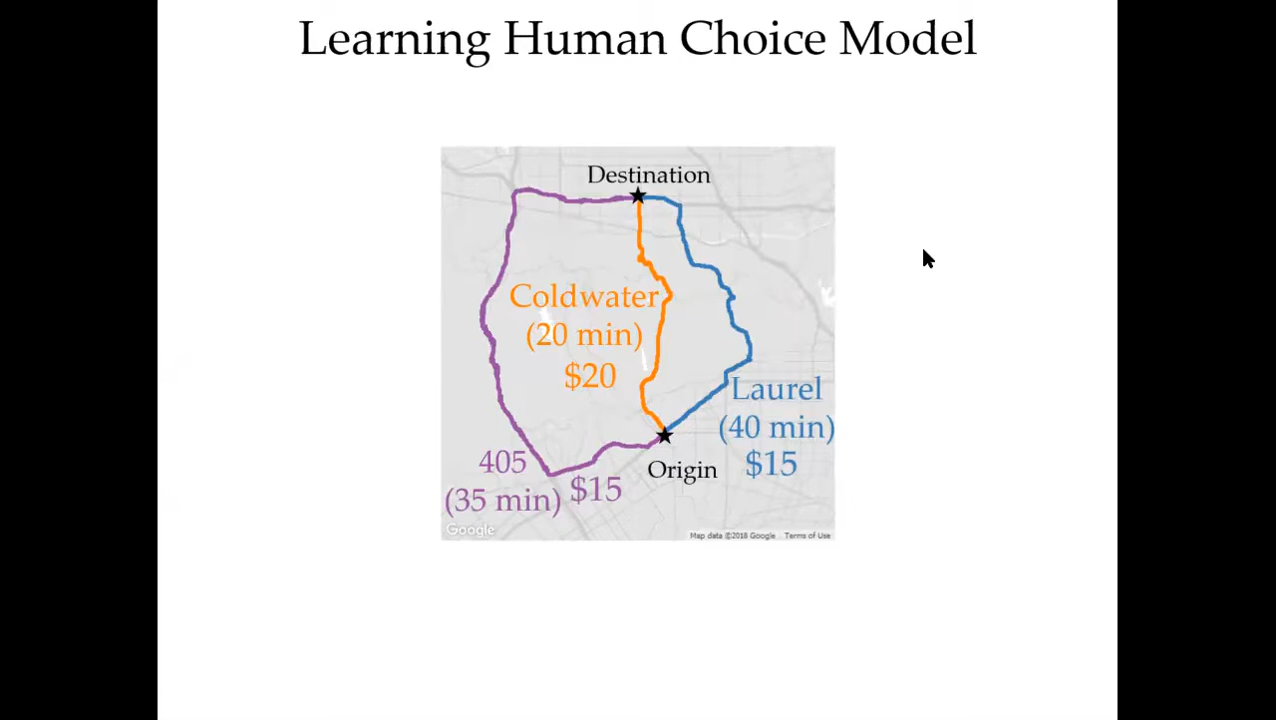 Learning Human Choice Model
Destination
Coldwater
(20 min)
$20
Laurel
(40 min)
$15
Origin
405
(35 min)
$15
Google
Map data ©2018 Google
Terms of Use